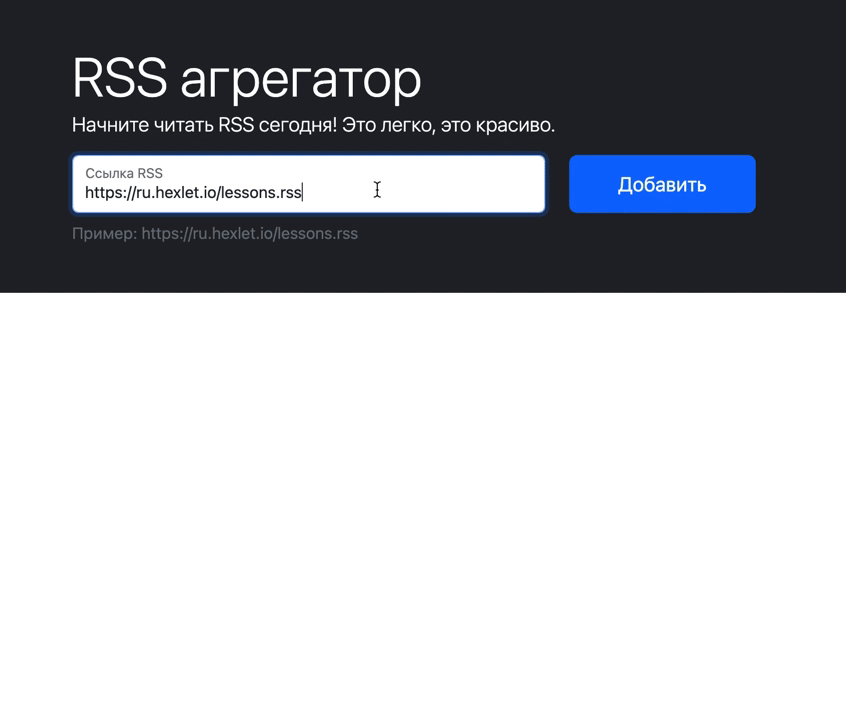 RSS агрегатор
Начните читать RSS сегодня! Это легко, это красиво.
Ссылка RSS
https://ru.hexlet.io/lessons.rss
Добавить
Пример: https://ru.hexlet.io/lessons.rss